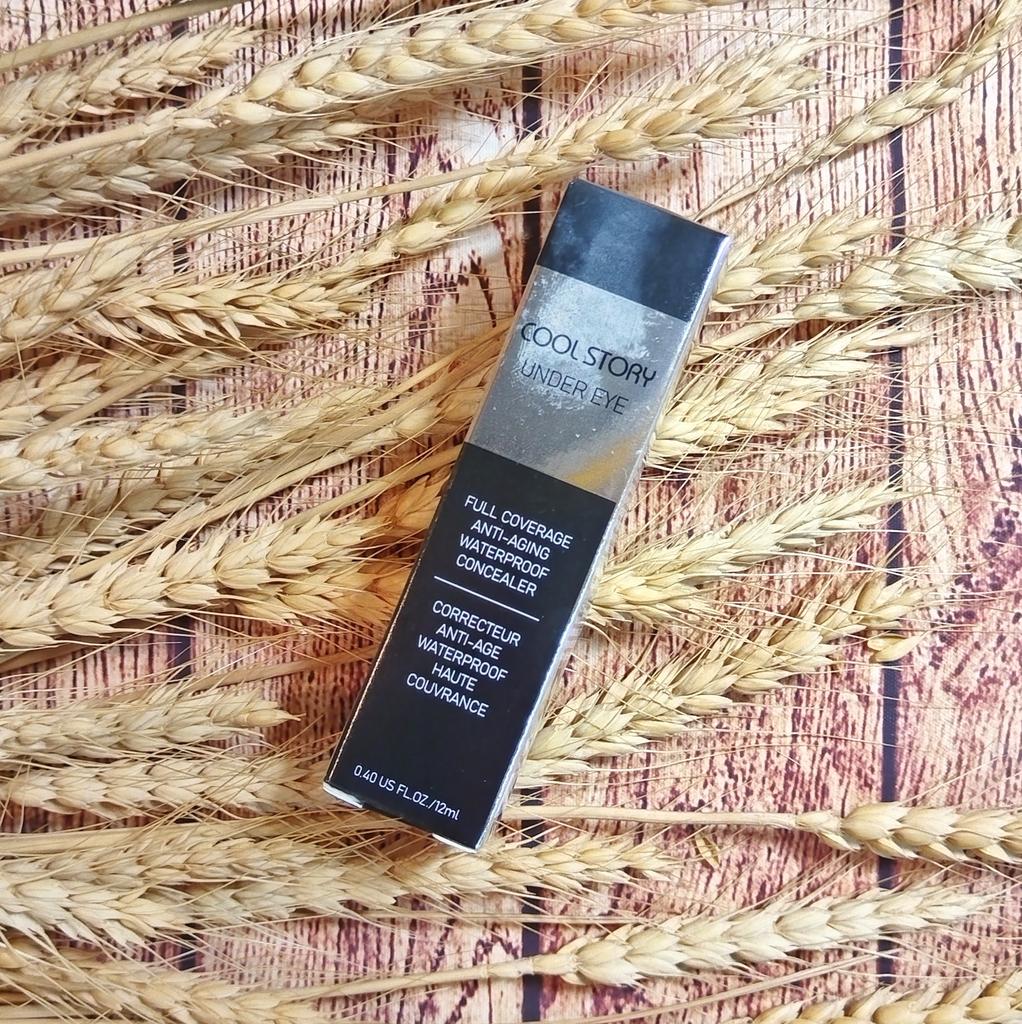 COOL STORY
UNDER EYE
FULL COVERAGE
ANTI-AGING
WATERPROOF
CONCEALER
CORRECTEUR
ANTI-AGE
WATERPROOF
HAUTE
COUVRANCE
0.40 US FL.OZ./12ml